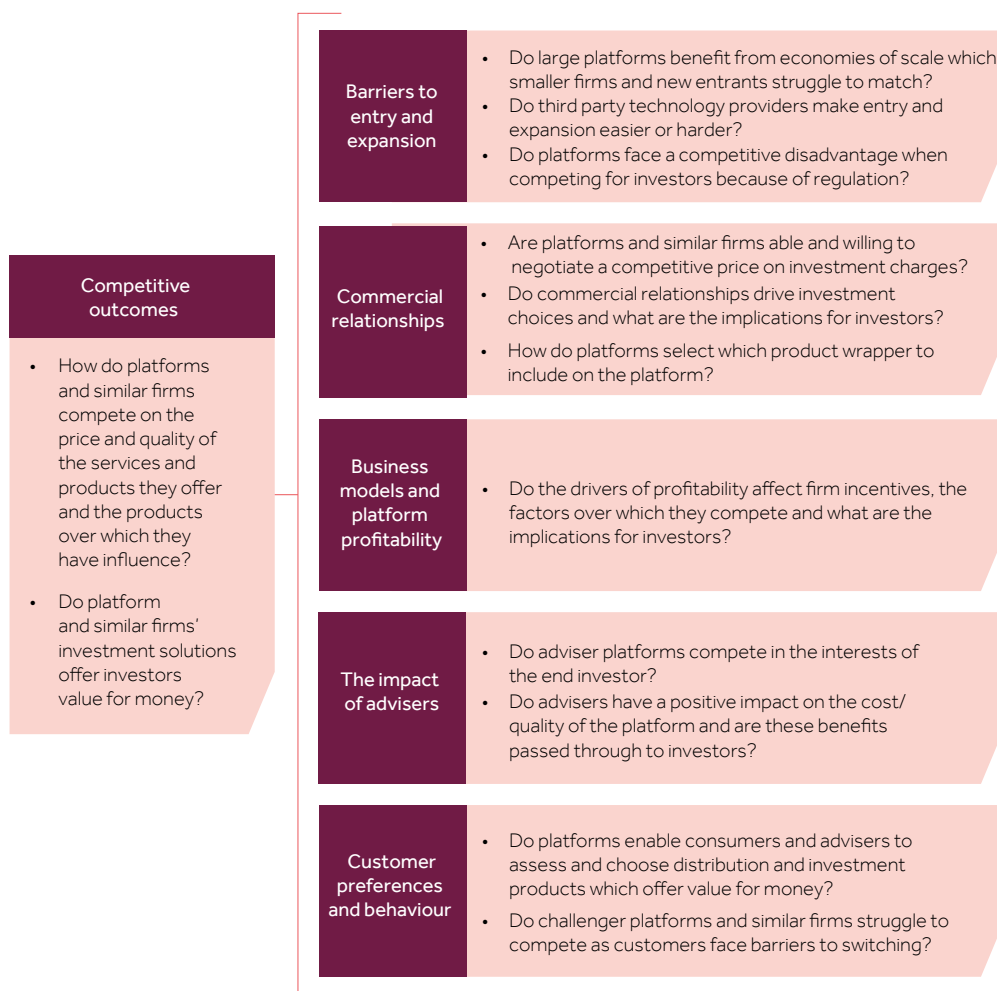 Competitive
outcomes
• How do platforms
and similar firms
compete on the
price and quality of
the services and
products they offer
and the products
over which they
have influence?
• Do platform
and similar firms'
investment solutions
offer investors
value for money?
Barriers to
entry and
expansion
• Do large platforms benefit from economies of scale which
smaller firms and new entrants struggle to match?
• Do third party technology providers make entry and
expansion easier or harder?
• Do platforms face a competitive disadvantage when
competing for investors because of regulation?
Commercial
relationships
• Are platforms and similar firms able and willing to
negotiate a competitive price on investment charges?
• Do commercial relationships drive investment
choices and what are the implications for investors?
• How do platforms select which product wrapper to
include on the platform?
Business
models and
platform
profitability
• Do the drivers of profitability affect firm incentives, the
factors over which they compete and what are the
implications for investors?
The impact
of advisers
• Do adviser platforms compete in the interests of
the end investor?
• Do advisers have a positive impact on the cost/
quality of the platform and are these benefits
passed through to investors?
Customer
preferences
and behaviour
• Do platforms enable consumers and advisers to
assess and choose distribution and investment
products which offer value for money?
• Do challenger platforms and similar firms struggle to
compete as customers face barriers to switching?